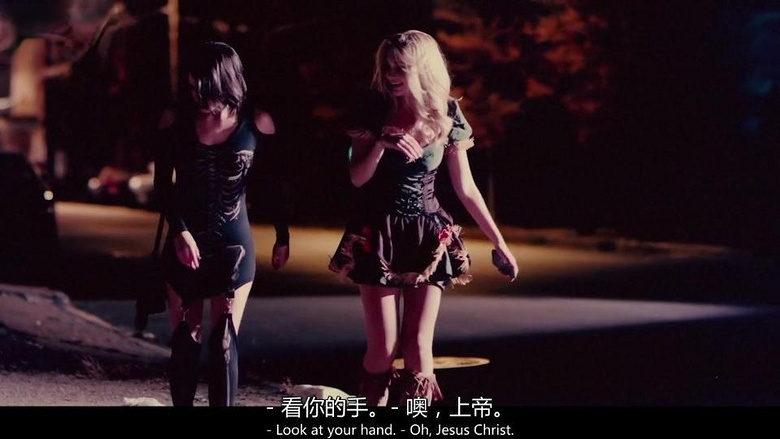 - 看你的手。- 噢，上帝。
- Look at your hand. - Oh, Jesus Christ.